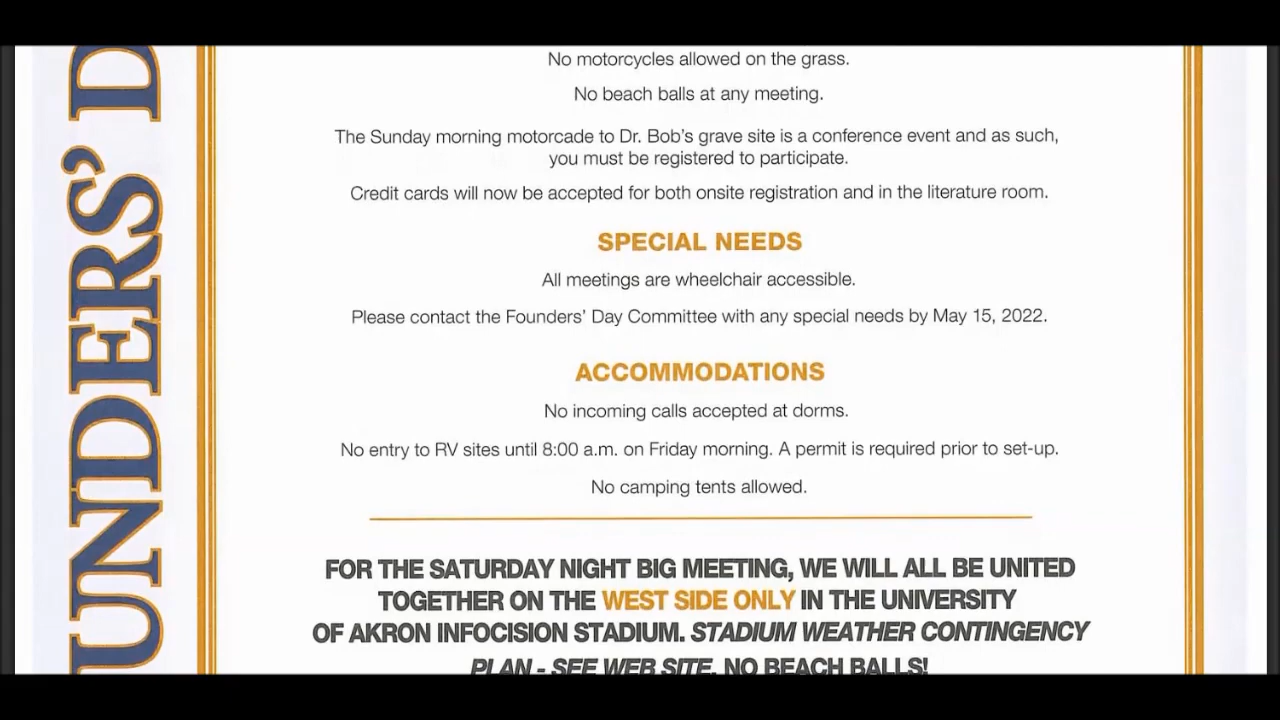 UNDERS' D
No motorcycles allowed on the grass.
No beach balls at any meeting.
The Sunday morning motorcade to Dr. Bob's grave site is a conference event and as such,
you must be registered to participate.
Credit cards will now be accepted for both onsite registration and in the literature room.
SPECIAL NEEDS
All meetings are wheelchair accessible.
Please contact the Founders' Day Committee with any special needs by May 15, 2022.
ACCOMMODATIONS
No incoming calls accepted at dorms.
No entry to RV sites until 8:00 a.m. on Friday morning. A permit is required prior to set-up.
No camping tents allowed.
FOR THE SATURDAY NIGHT BIG MEETING, WE WILL ALL BE UNITED
TOGETHER ON THE WEST SIDE ONLY IN THE UNIVERSITY
OF AKRON INFOCISION STADIUM. STADIUM WEATHER CONTINGENCY
PLAN - SEE WEB SITE. NO BEACH BALLS!